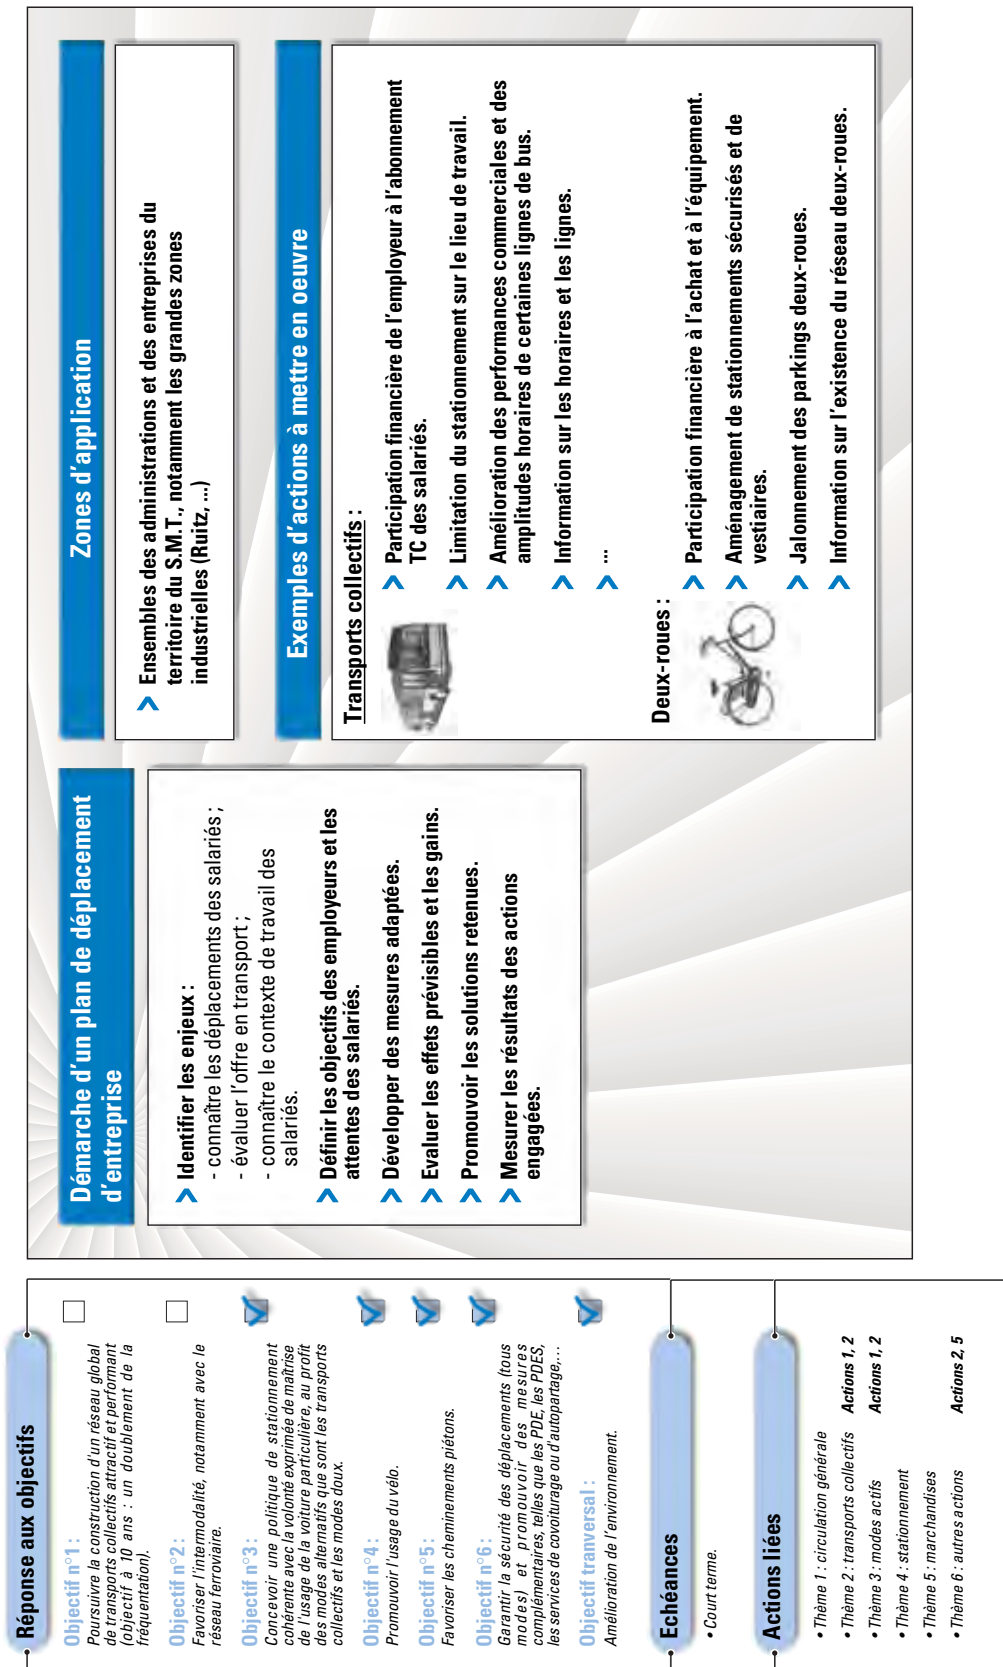 Réponse aux objectifs
Objectif n°1 :
Poursuivre la construction d'un réseau global
de transports collectifs attractif et performant
(objectif à 10 ans : un doublement de la
fréquentation).
Objectif n°2 :
Favoriser l'intermodalité, notamment avec le
réseau ferroviaire.
Objectif n°3 :
Concevoir une politique de stationnement
cohérente avec la volonté exprimée de maîtrise
de l'usage de la voiture particulière, au profit
des modes alternatifs que sont les transports
collectifs et les modes doux.
Objectif n°4 :
Promouvoir l'usage du vélo.
Objectif n°5 :
Favoriser les cheminements piétons.
Objectif n°6 :
Garantir la sécurité des déplacements (tous
modes) et promouvoir des mesures
complémentaires, telles que les PDE, les PDES,
les services de covoiturage ou d'autopartage,...
Objectif tranversal :
Amélioration de l'environnement.
Echéances
• Court terme.
Actions liées
• Thème 1 : circulation générale
• Thème 2 : transports collectifs Actions 1, 2
• Thème 3 : modes actifs Actions 1, 2
• Thème 4 : stationnement
• Thème 5 : marchandises
• Thème 6 : autres actions Actions 2, 5
Démarche d'un plan de déplacement
d'entreprise
> Identifier les enjeux :
- connaître les déplacements des salariés ;
- évaluer l'offre en transport ;
- connaître le contexte de travail des
salariés.
> Définir les objectifs des employeurs et les
attentes des salariés.
> Développer des mesures adaptées.
> Evaluer les effets prévisibles et les gains.
> Promouvoir les solutions retenues.
> Mesurer les résultats des actions
engagées.
Zones d'application
> Ensembles des administrations et des entreprises du
territoire du S.M.T., notamment les grandes zones
industrielles (Ruitz, ...)
Exemples d'actions à mettre en oeuvre
Transports collectifs :
> Participation financière de l'employeur à l'abonnement
TC des salariés.
> Limitation du stationnement sur le lieu de travail.
> Amélioration des performances commerciales et des
amplitudes horaires de certaines lignes de bus.
> Information sur les horaires et les lignes.
> ...
Deux-roues :
> Participation financière à l'achat et à l'équipement.
> Aménagement de stationnements sécurisés et de
vestiaires.
> Jalonnement des parkings deux-roues.
> Information sur l'existence du réseau deux-roues.